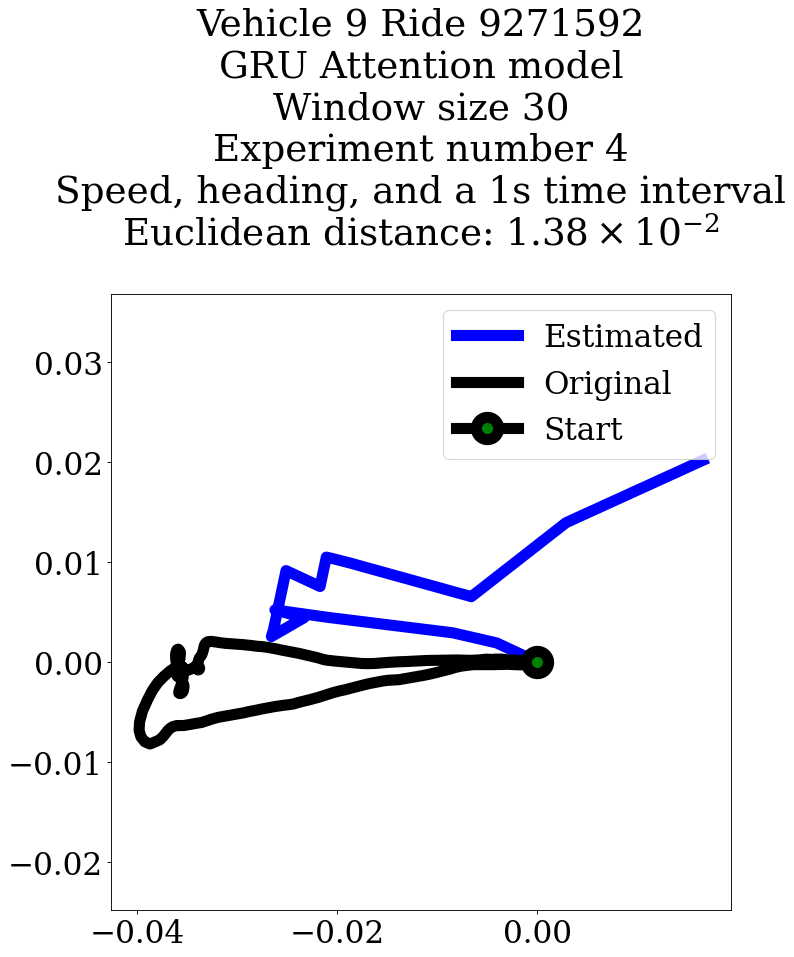 Vehicle 9 Ride 9271592
GRU Attention model
Window size 30
Experiment number 4
Speed, heading, and a 1s time interval
Euclidean distance: 1.38 × 10⁻²
Estimated
Original
Start
0.03
0.02
0.01
0.00
−0.01
−0.02
−0.04 −0.02 0.00